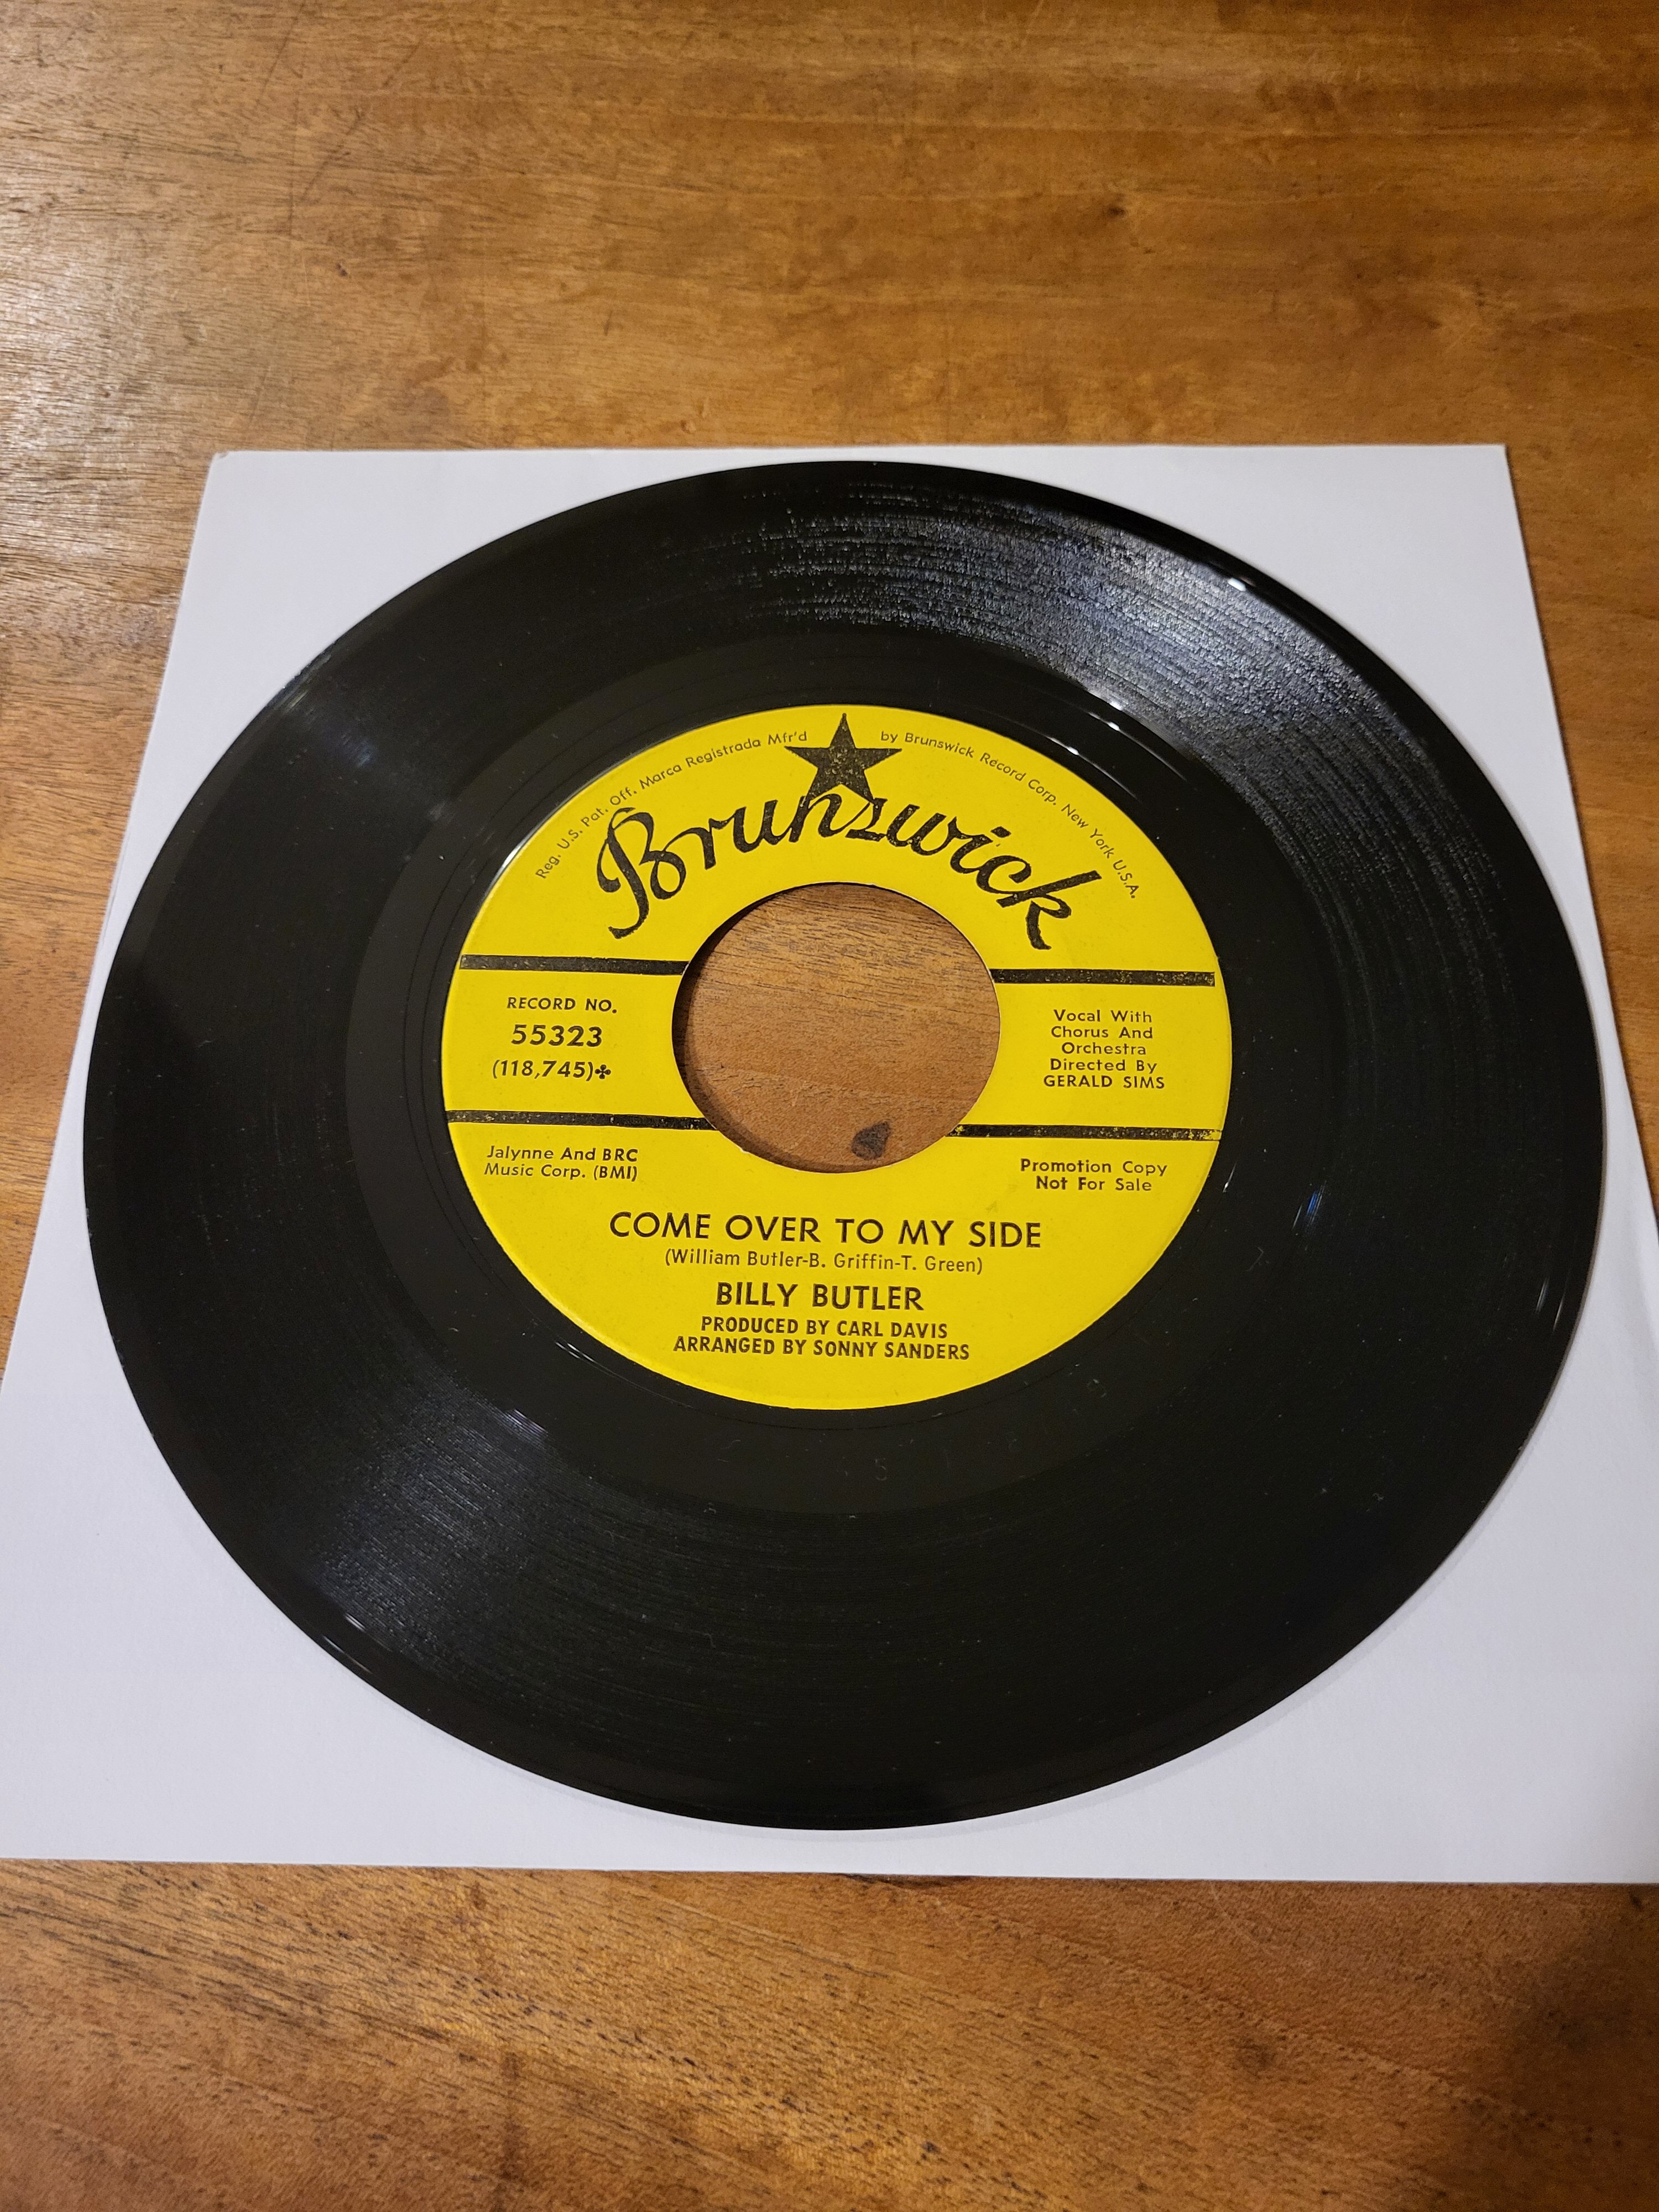 Reg. U.S. Pat. Off. Marca Registrada Mfr'd by Brunswick Record Corp. New York U.S.A.
Brunswick
RECORD NO.
55323
(118,745)✤
Vocal With
Chorus And
Orchestra
Directed By
GERALD SIMS
Jalynne And BRC
Music Corp. (BMI)
Promotion Copy
Not For Sale
COME OVER TO MY SIDE
(William Butler-B. Griffin-T. Green)
BILLY BUTLER
PRODUCED BY CARL DAVIS
ARRANGED BY SONNY SANDERS